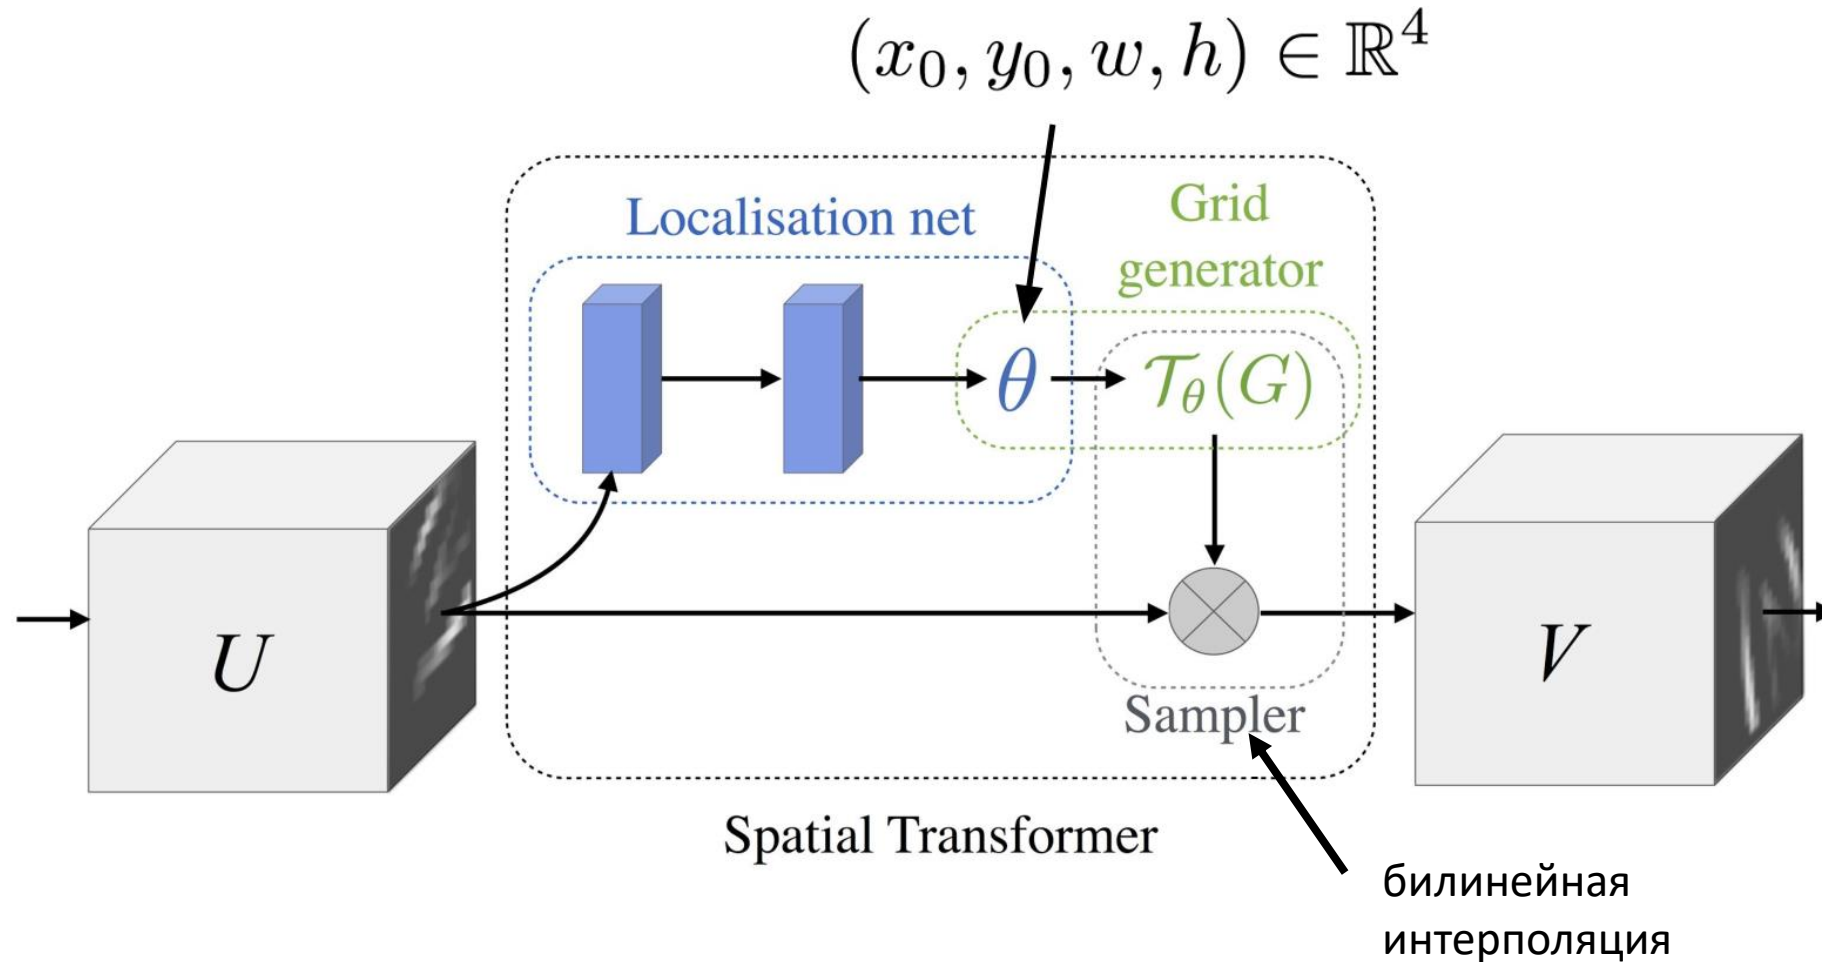 (x₀, y₀, w, h) ∈ ℝ⁴
Localisation net
Grid
generator
θ
𝒯θ(G)
U
V
Sampler
Spatial Transformer
билинейная
интерполяция